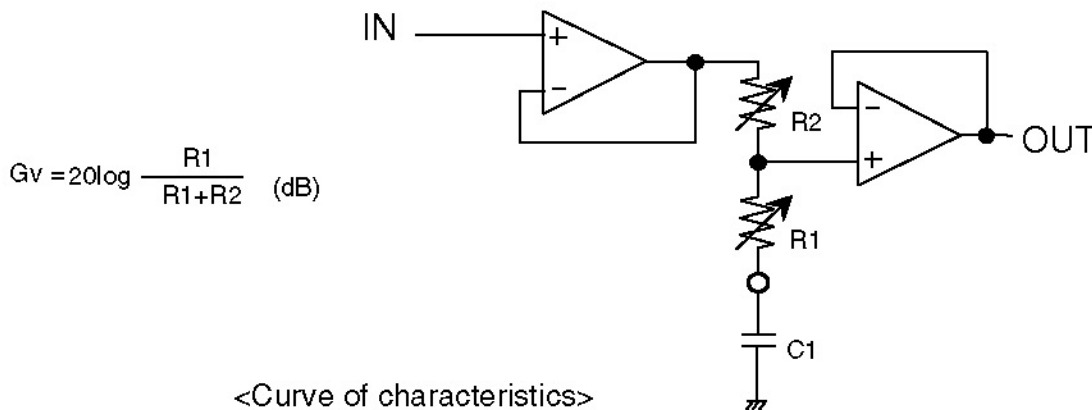 IN
+
−
R2
−
+
OUT
Gv =20log R1
R1+R2 (dB)
R1
C1
<Curve of characteristics>